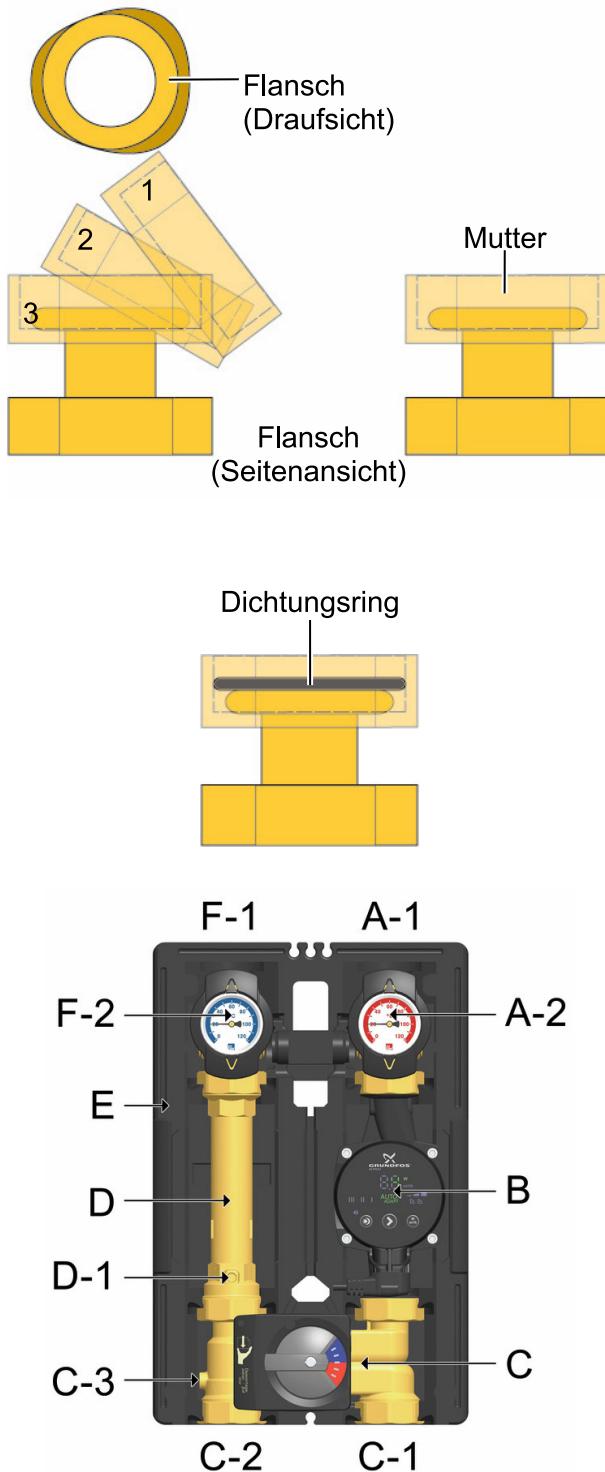 Flansch
(Draufsicht)
1
2
3
Mutter
Flansch
(Seitenansicht)
Dichtungsring
F-1
A-1
F-2
A-2
E
GRUNDFOS
B
AUTO
ADAPT
D
D-1
C-3
C
C-2
C-1